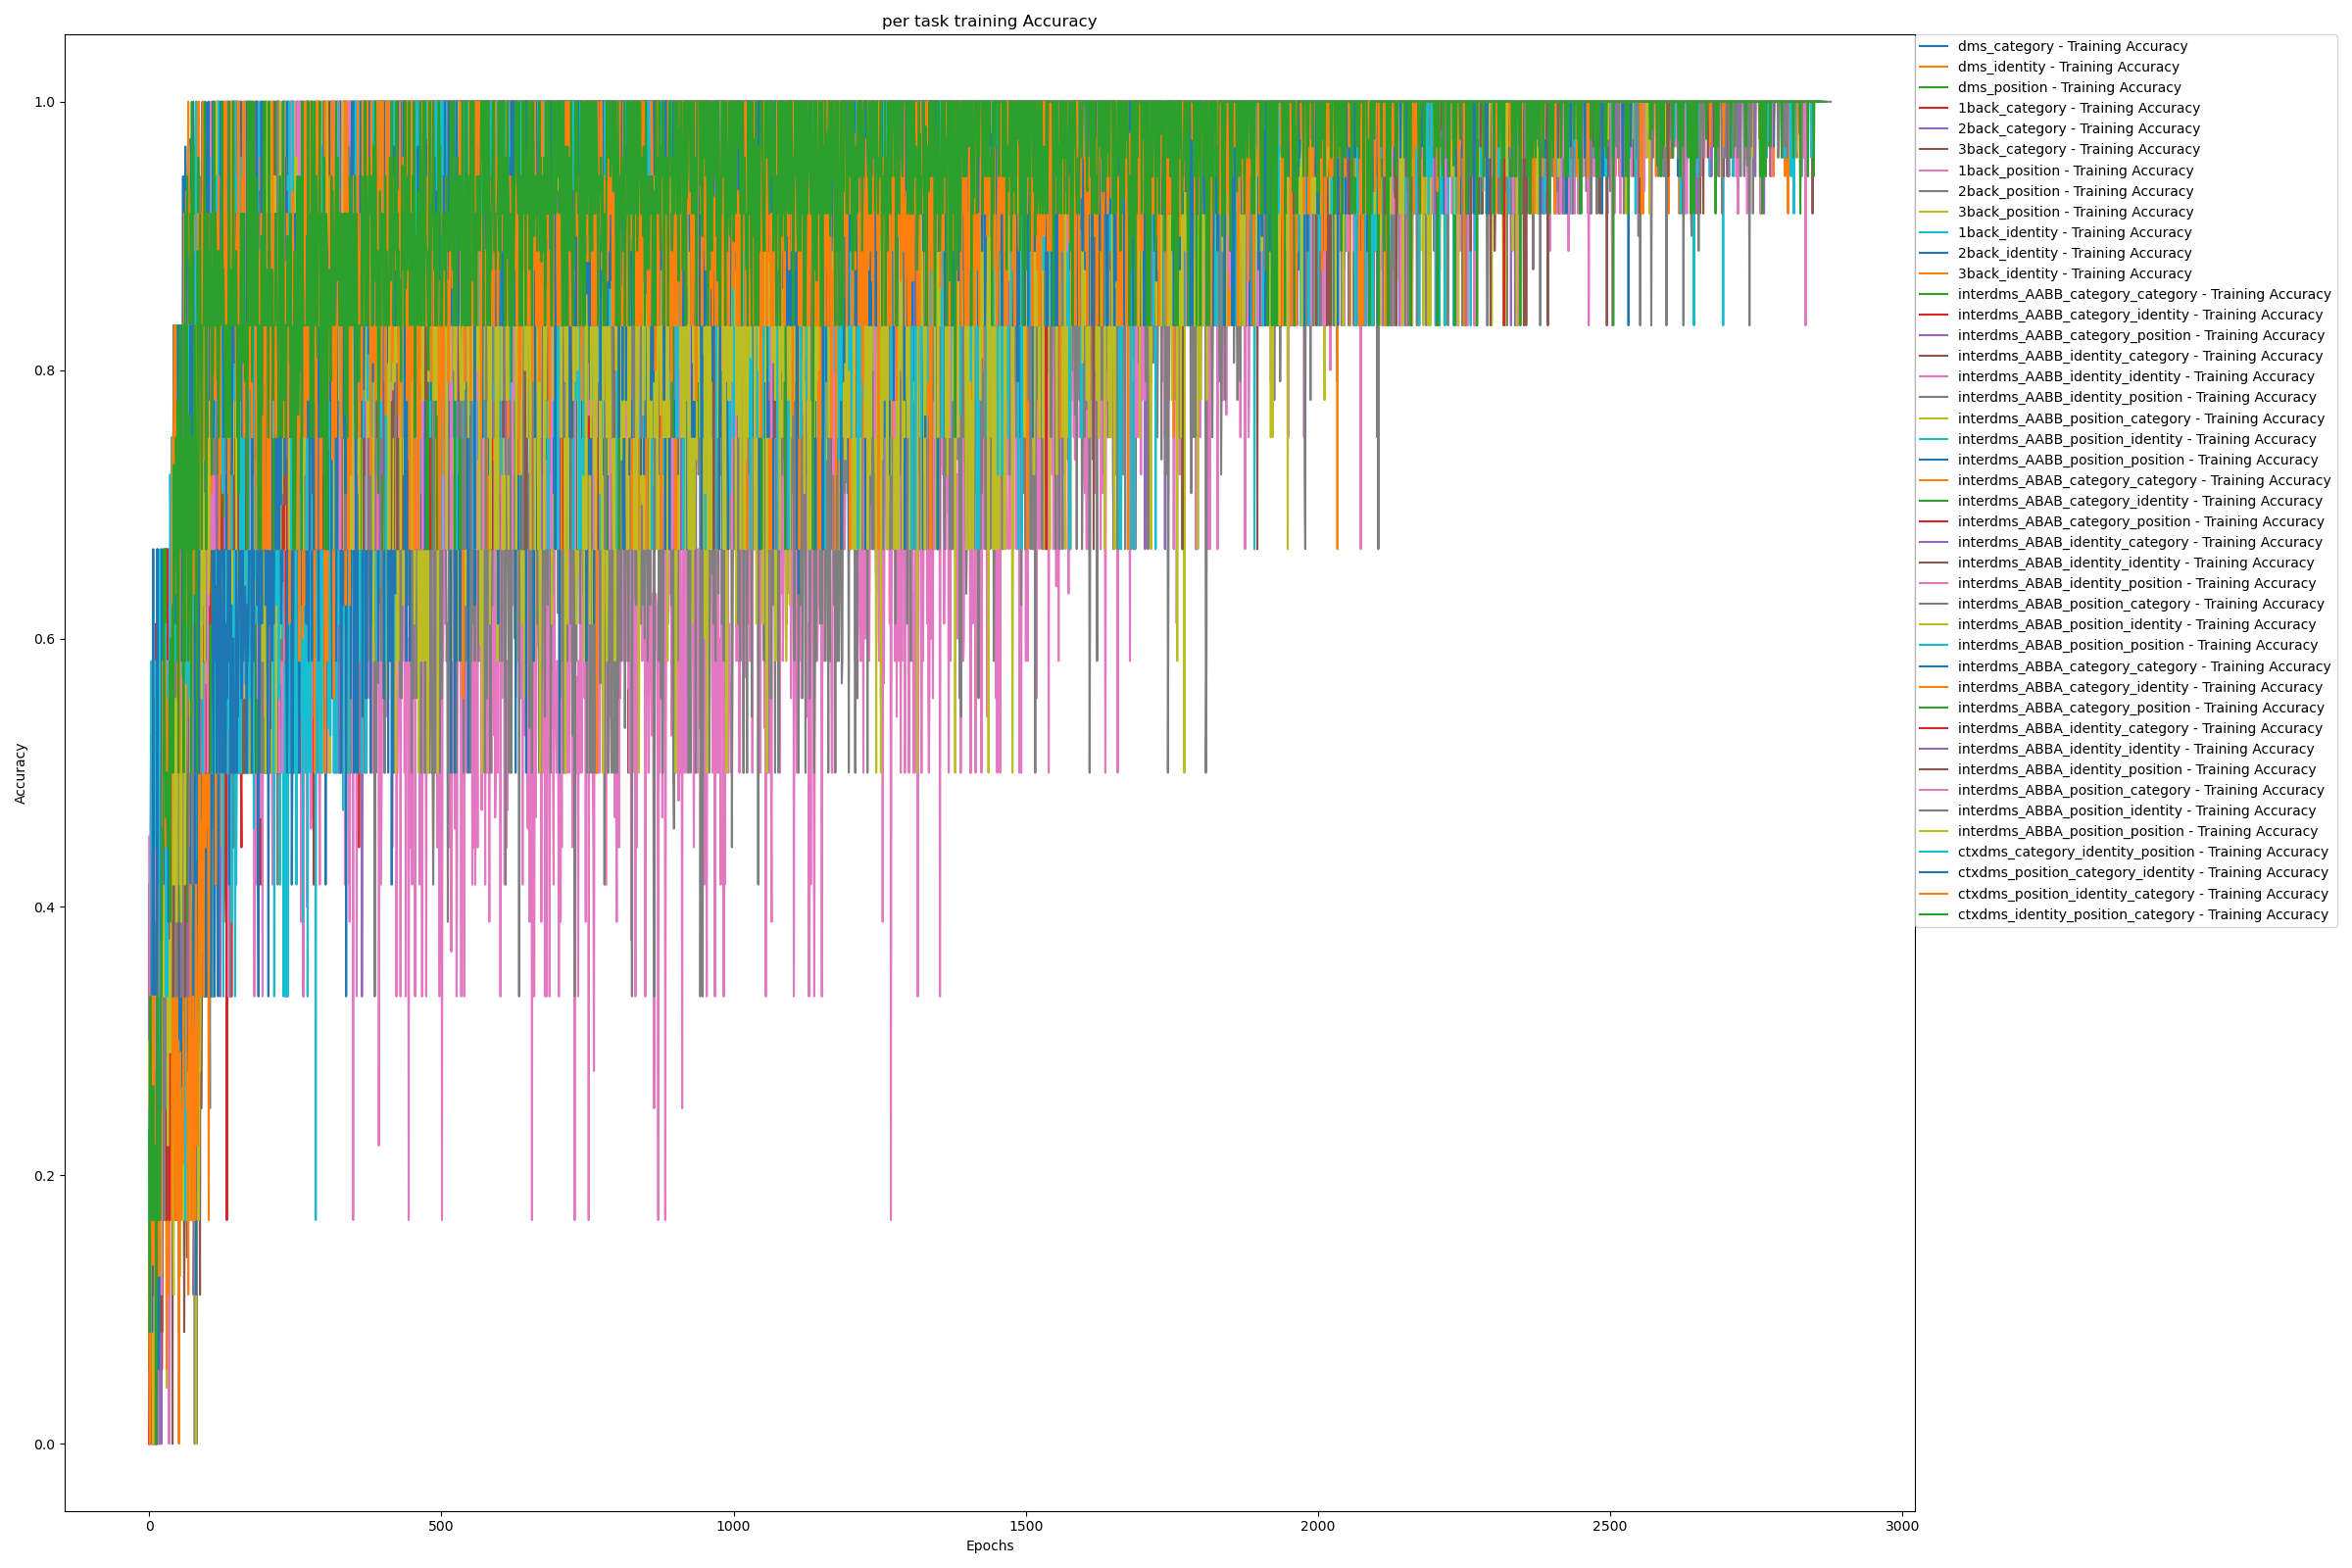 per task training Accuracy
1.0
0.8
0.6
0.4
0.2
0.0
Accuracy
0
500
1000
1500
2000
2500
3000
Epochs
dms_category - Training Accuracy
dms_identity - Training Accuracy
dms_position - Training Accuracy
1back_category - Training Accuracy
2back_category - Training Accuracy
3back_category - Training Accuracy
1back_position - Training Accuracy
2back_position - Training Accuracy
3back_position - Training Accuracy
1back_identity - Training Accuracy
2back_identity - Training Accuracy
3back_identity - Training Accuracy
interdms_AABB_category_category - Training Accuracy
interdms_AABB_category_identity - Training Accuracy
interdms_AABB_category_position - Training Accuracy
interdms_AABB_identity_category - Training Accuracy
interdms_AABB_identity_identity - Training Accuracy
interdms_AABB_identity_position - Training Accuracy
interdms_AABB_position_category - Training Accuracy
interdms_AABB_position_identity - Training Accuracy
interdms_AABB_position_position - Training Accuracy
interdms_ABAB_category_category - Training Accuracy
interdms_ABAB_category_identity - Training Accuracy
interdms_ABAB_category_position - Training Accuracy
interdms_ABAB_identity_category - Training Accuracy
interdms_ABAB_identity_identity - Training Accuracy
interdms_ABAB_identity_position - Training Accuracy
interdms_ABAB_position_category - Training Accuracy
interdms_ABAB_position_identity - Training Accuracy
interdms_ABAB_position_position - Training Accuracy
interdms_ABBA_category_category - Training Accuracy
interdms_ABBA_category_identity - Training Accuracy
interdms_ABBA_category_position - Training Accuracy
interdms_ABBA_identity_category - Training Accuracy
interdms_ABBA_identity_identity - Training Accuracy
interdms_ABBA_identity_position - Training Accuracy
interdms_ABBA_position_category - Training Accuracy
interdms_ABBA_position_identity - Training Accuracy
interdms_ABBA_position_position - Training Accuracy
ctxdms_category_identity_position - Training Accuracy
ctxdms_position_category_identity - Training Accuracy
ctxdms_position_identity_category - Training Accuracy
ctxdms_identity_position_category - Training Accuracy